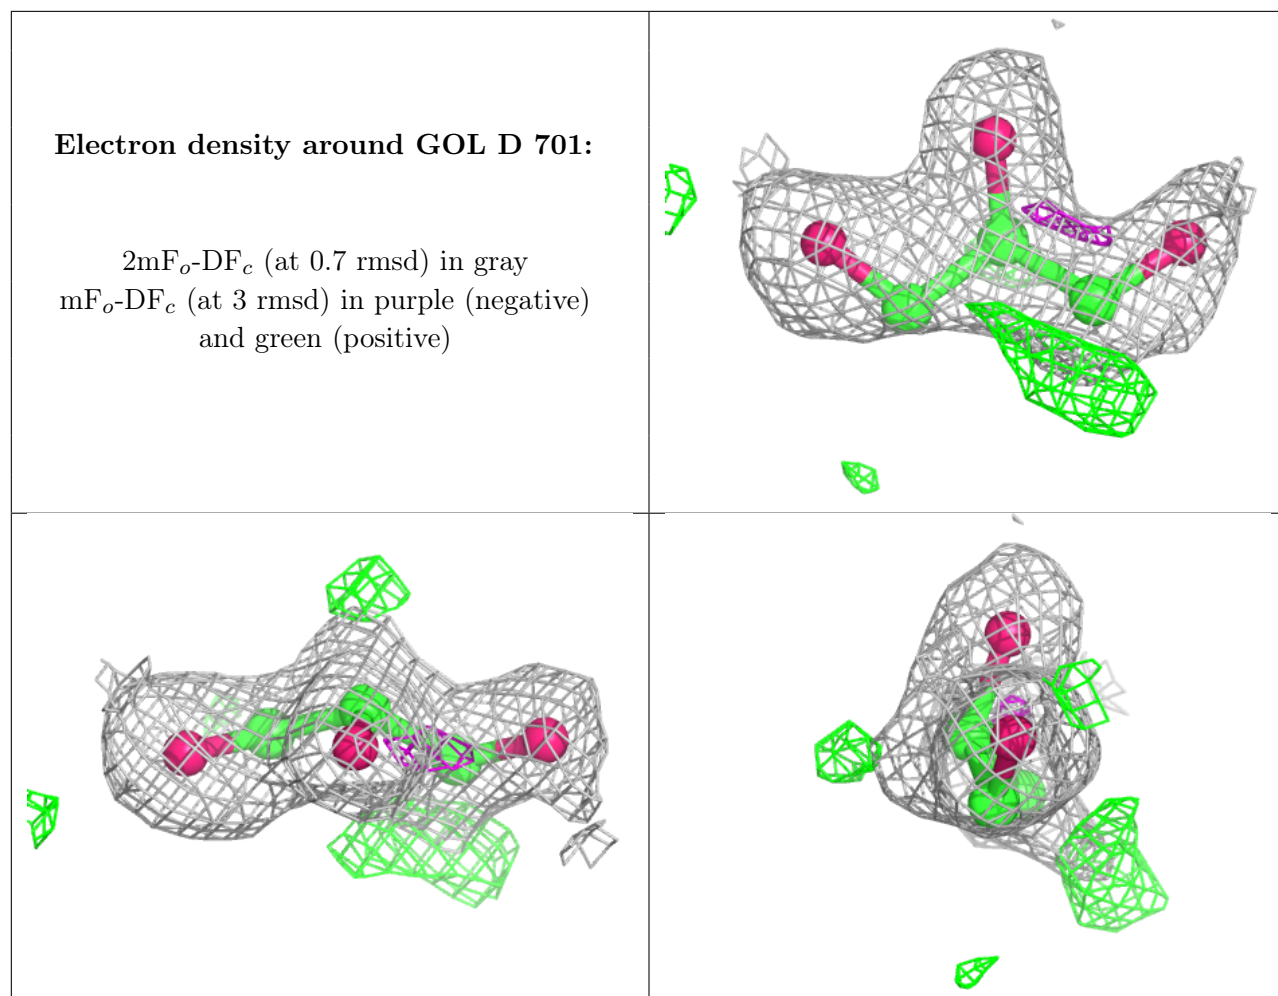 Electron density around GOL D 701:
2mFo-DFc (at 0.7 rmsd) in gray
mFo-DFc (at 3 rmsd) in purple (negative)
and green (positive)